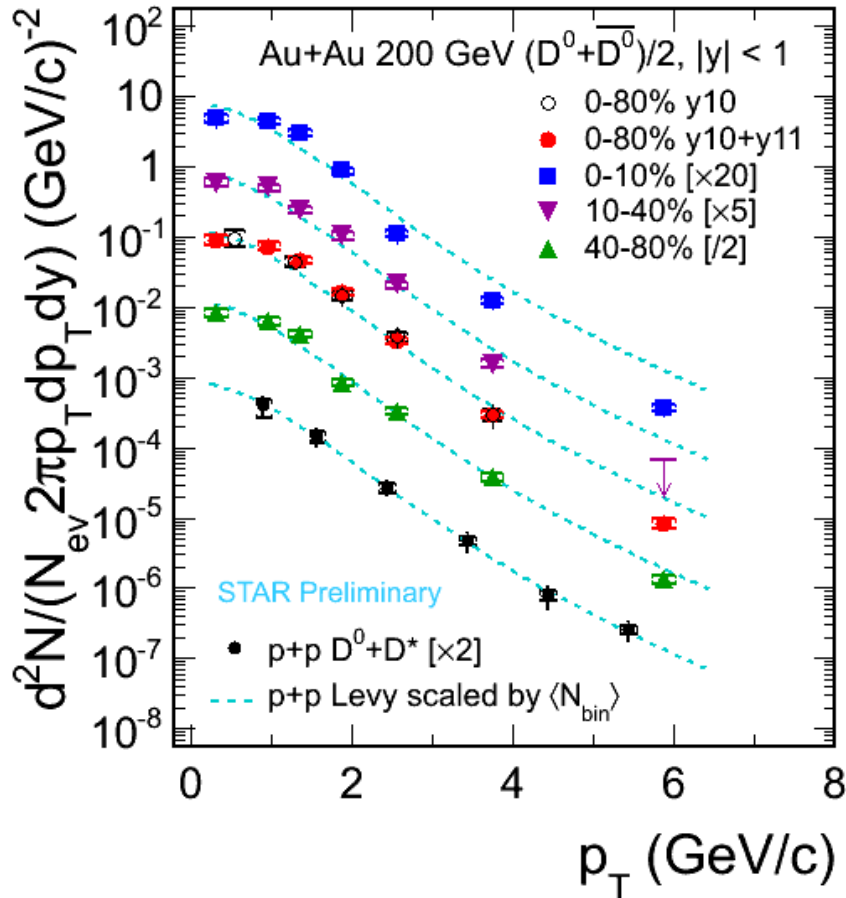 d²N/(N_ev 2πp_T dp_T dy) (GeV/c)⁻²
10²
10
1
10⁻¹
10⁻²
10⁻³
10⁻⁴
10⁻⁵
10⁻⁶
10⁻⁷
10⁻⁸
Au+Au 200 GeV (D⁰+D̅⁰)/2, |y| < 1
0-80% y10
0-80% y10+y11
0-10% [×20]
10-40% [×5]
40-80% [/2]
STAR Preliminary
p+p D⁰+D* [×2]
p+p Levy scaled by ⟨N_bin⟩
0 2 4 6 8
p_T (GeV/c)